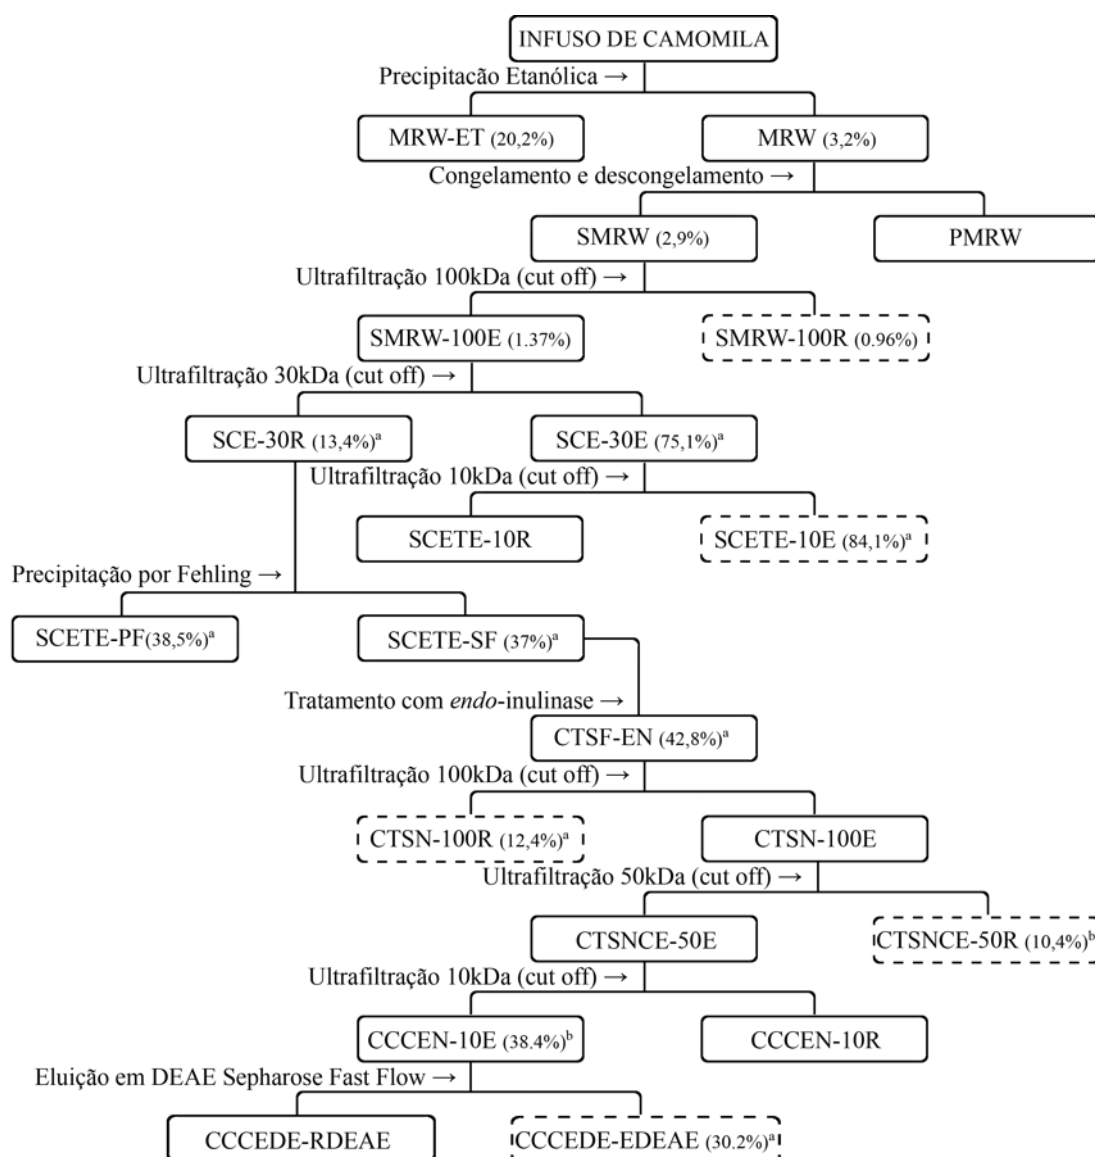 INFUSO DE CAMOMILA
Precipitacão Etanólica →
MRW-ET (20,2%)
MRW (3,2%)
Congelamento e descongelamento →
SMRW (2,9%)
PMRW
Ultrafiltração 100kDa (cut off) →
SMRW-100E (1.37%)
SMRW-100R (0.96%)
Ultrafiltração 30kDa (cut off) →
SCE-30R (13,4%)ᵃ
SCE-30E (75,1%)ᵃ
Ultrafiltração 10kDa (cut off) →
SCETE-10R
SCETE-10E (84,1%)ᵃ
Precipitação por Fehling →
SCETE-PF(38,5%)ᵃ
SCETE-SF (37%)ᵃ
Tratamento com endo-inulinase →
CTSF-EN (42,8%)ᵃ
Ultrafiltração 100kDa (cut off) →
CTSN-100R (12,4%)ᵃ
CTSN-100E
Ultrafiltração 50kDa (cut off) →
CTSNCE-50E
CTSNCE-50R (10,4%)ᵇ
Ultrafiltração 10kDa (cut off) →
CCCEN-10E (38.4%)ᵇ
CCCEN-10R
Eluição em DEAE Sepharose Fast Flow →
CCCEDE-RDEAE
CCCEDE-EDEAE (30.2%)ᵃ